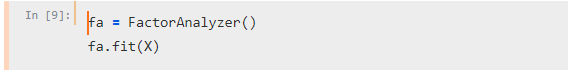 In [9]: fa = FactorAnalyzer()
fa.fit(X)